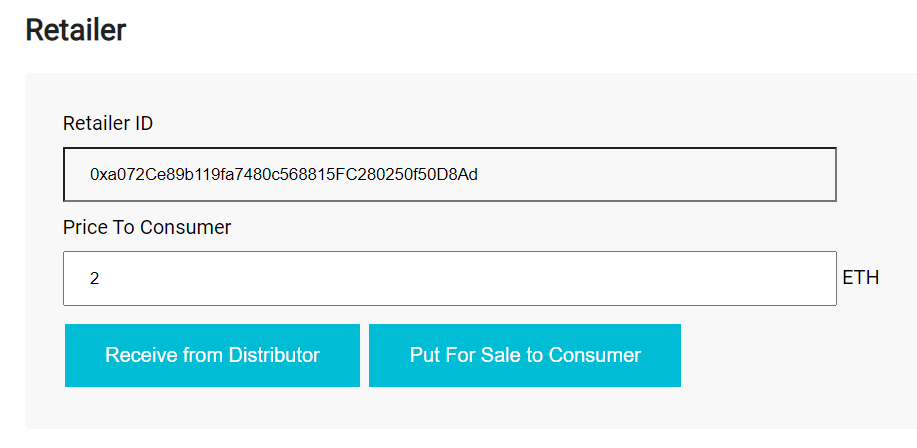 Retailer
Retailer ID
0xa072Ce89b119fa7480c568815FC280250f50D8Ad
Price To Consumer
2 ETH
Receive from Distributor Put For Sale to Consumer